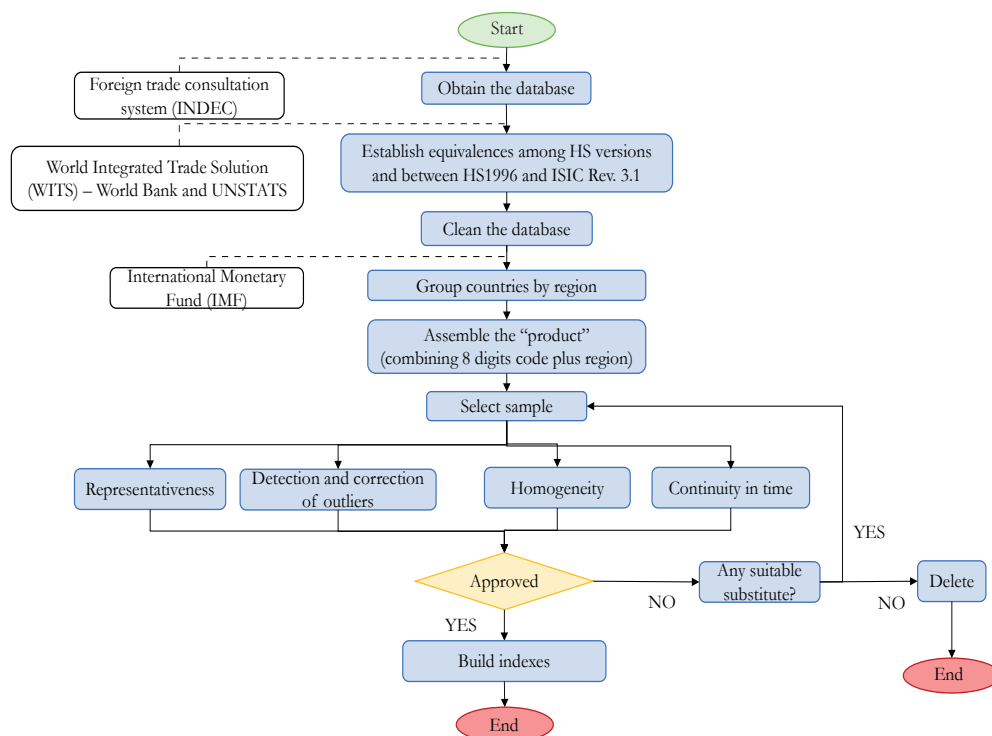 Start
Foreign trade consultation
system (INDEC)
Obtain the database
World Integrated Trade Solution
(WITS) – World Bank and UNSTATS
Establish equivalences among HS versions
and between HS1996 and ISIC Rev. 3.1
Clean the database
International Monetary
Fund (IMF)
Group countries by region
Assemble the “product”
(combining 8 digits code plus region)
Select sample
Representativeness
Detection and correction
of outliers
Homogeneity
Continuity in time
YES
Approved
NO
Any suitable
substitute?
NO
Delete
YES
Build indexes
End
End